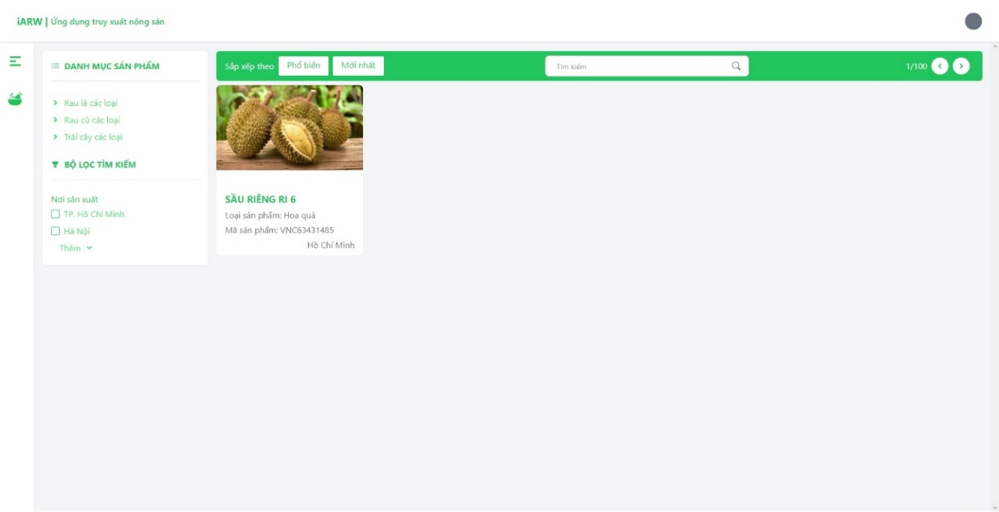 iARW | Ứng dụng truy xuất nông sản
DANH MỤC SẢN PHẨM
Rau lá các loại
Rau củ các loại
Trái cây các loại
BỘ LỌC TÌM KIẾM
Nơi sản xuất
TP. Hồ Chí Minh
Hà Nội
Thêm
Sắp xếp theo Phổ biến Mới nhất Tìm kiếm 1/100
SẦU RIÊNG RI 6
Loại sản phẩm: Hoa quả
Mã sản phẩm: VNC63431485
Hồ Chí Minh